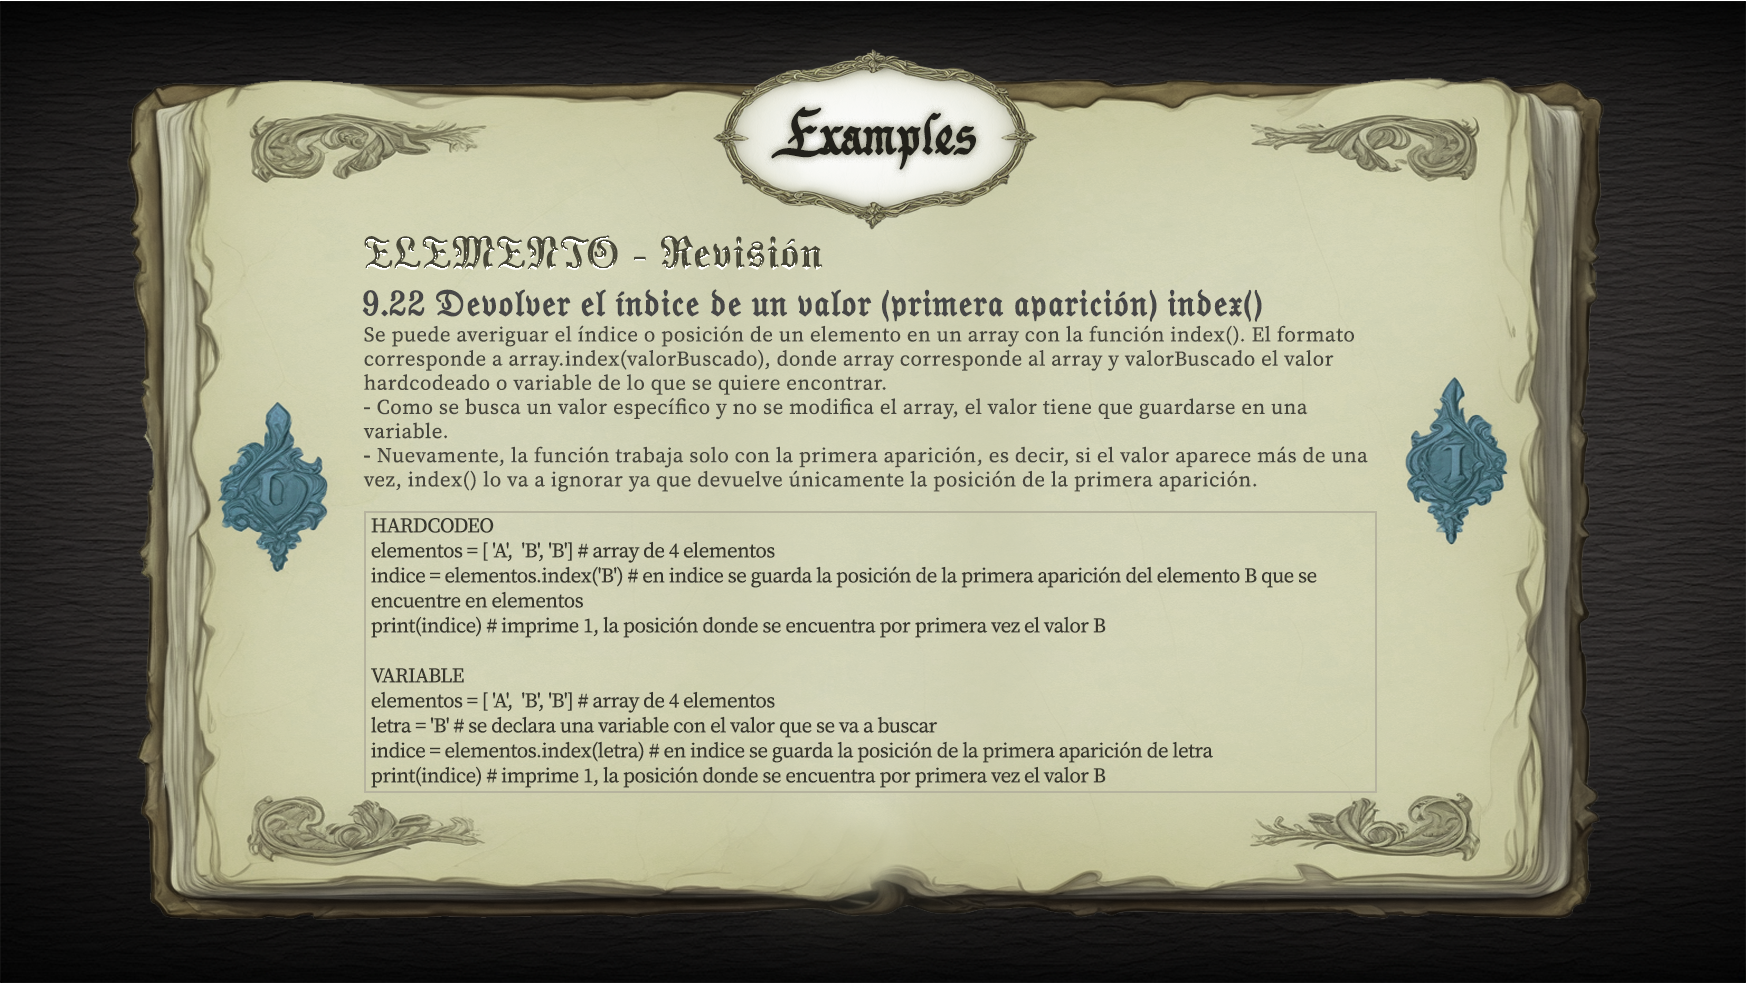 Examples
ELEMENTO - Revisión
9.22 Devolver el índice de un valor (primera aparición) index()
Se puede averiguar el índice o posición de un elemento en un array con la función index(). El formato
corresponde a array.index(valorBuscado), donde array corresponde al array y valorBuscado el valor
hardcodeado o variable de lo que se quiere encontrar.
- Como se busca un valor específico y no se modifica el array, el valor tiene que guardarse en una
variable.
- Nuevamente, la función trabaja solo con la primera aparición, es decir, si el valor aparece más de una
vez, index() lo va a ignorar ya que devuelve únicamente la posición de la primera aparición.
0
1
HARDCODEO
elementos = [ 'A',  'B', 'B'] # array de 4 elementos
indice = elementos.index('B') # en indice se guarda la posición de la primera aparición del elemento B que se
encuentre en elementos
print(indice) # imprime 1, la posición donde se encuentra por primera vez el valor B
VARIABLE
elementos = [ 'A',  'B', 'B'] # array de 4 elementos
letra = 'B' # se declara una variable con el valor que se va a buscar
indice = elementos.index(letra) # en indice se guarda la posición de la primera aparición de letra
print(indice) # imprime 1, la posición donde se encuentra por primera vez el valor B